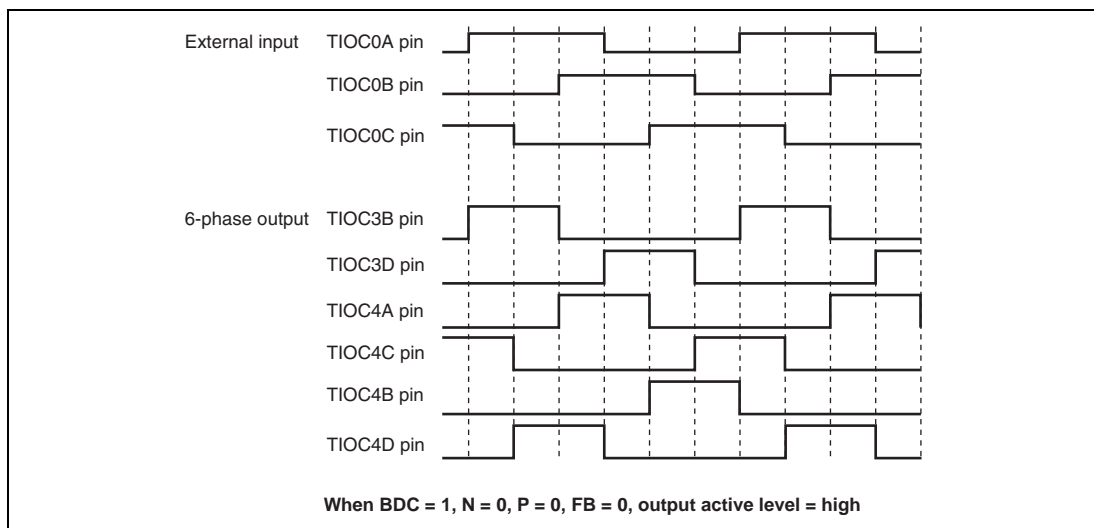 External input TIOC0A pin
TIOC0B pin
TIOC0C pin
6-phase output TIOC3B pin
TIOC3D pin
TIOC4A pin
TIOC4C pin
TIOC4B pin
TIOC4D pin
When BDC = 1, N = 0, P = 0, FB = 0, output active level = high